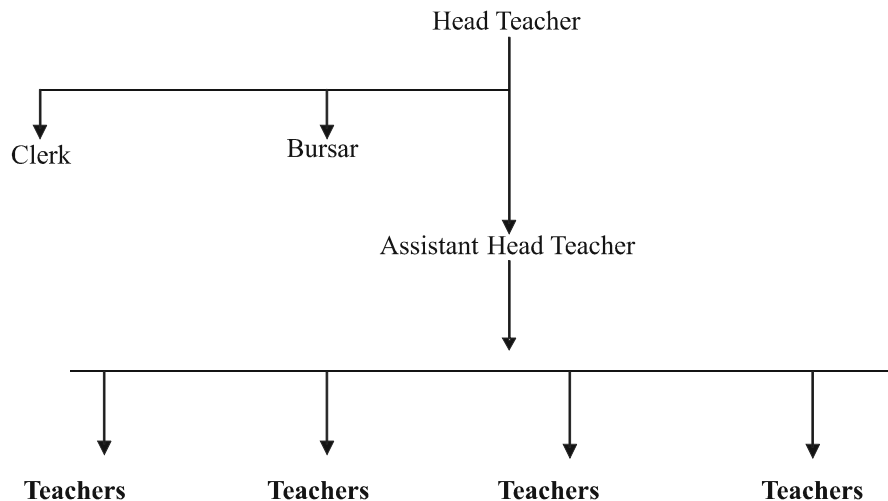 Head Teacher
Clerk
Bursar
Assistant Head Teacher
Teachers
Teachers
Teachers
Teachers